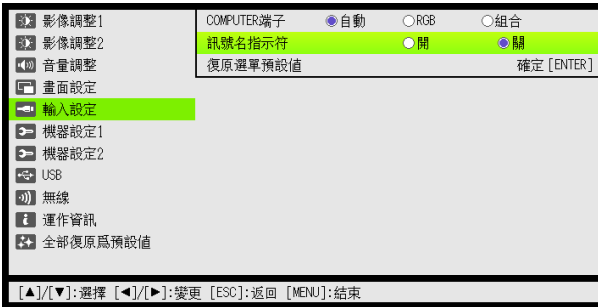 影像調整1
影像調整2
音量調整
畫面設定
輸入設定
機器設定1
機器設定2
USB
無線
運作資訊
全部復原爲預設值
COMPUTER端子 自動 RGB 組合
訊號名指示符 開 關
復原選單預設值 確定 [ENTER]
[▲]/[▼]:選擇 [◄]/[►]:變更 [ESC]:返回 [MENU]:結束